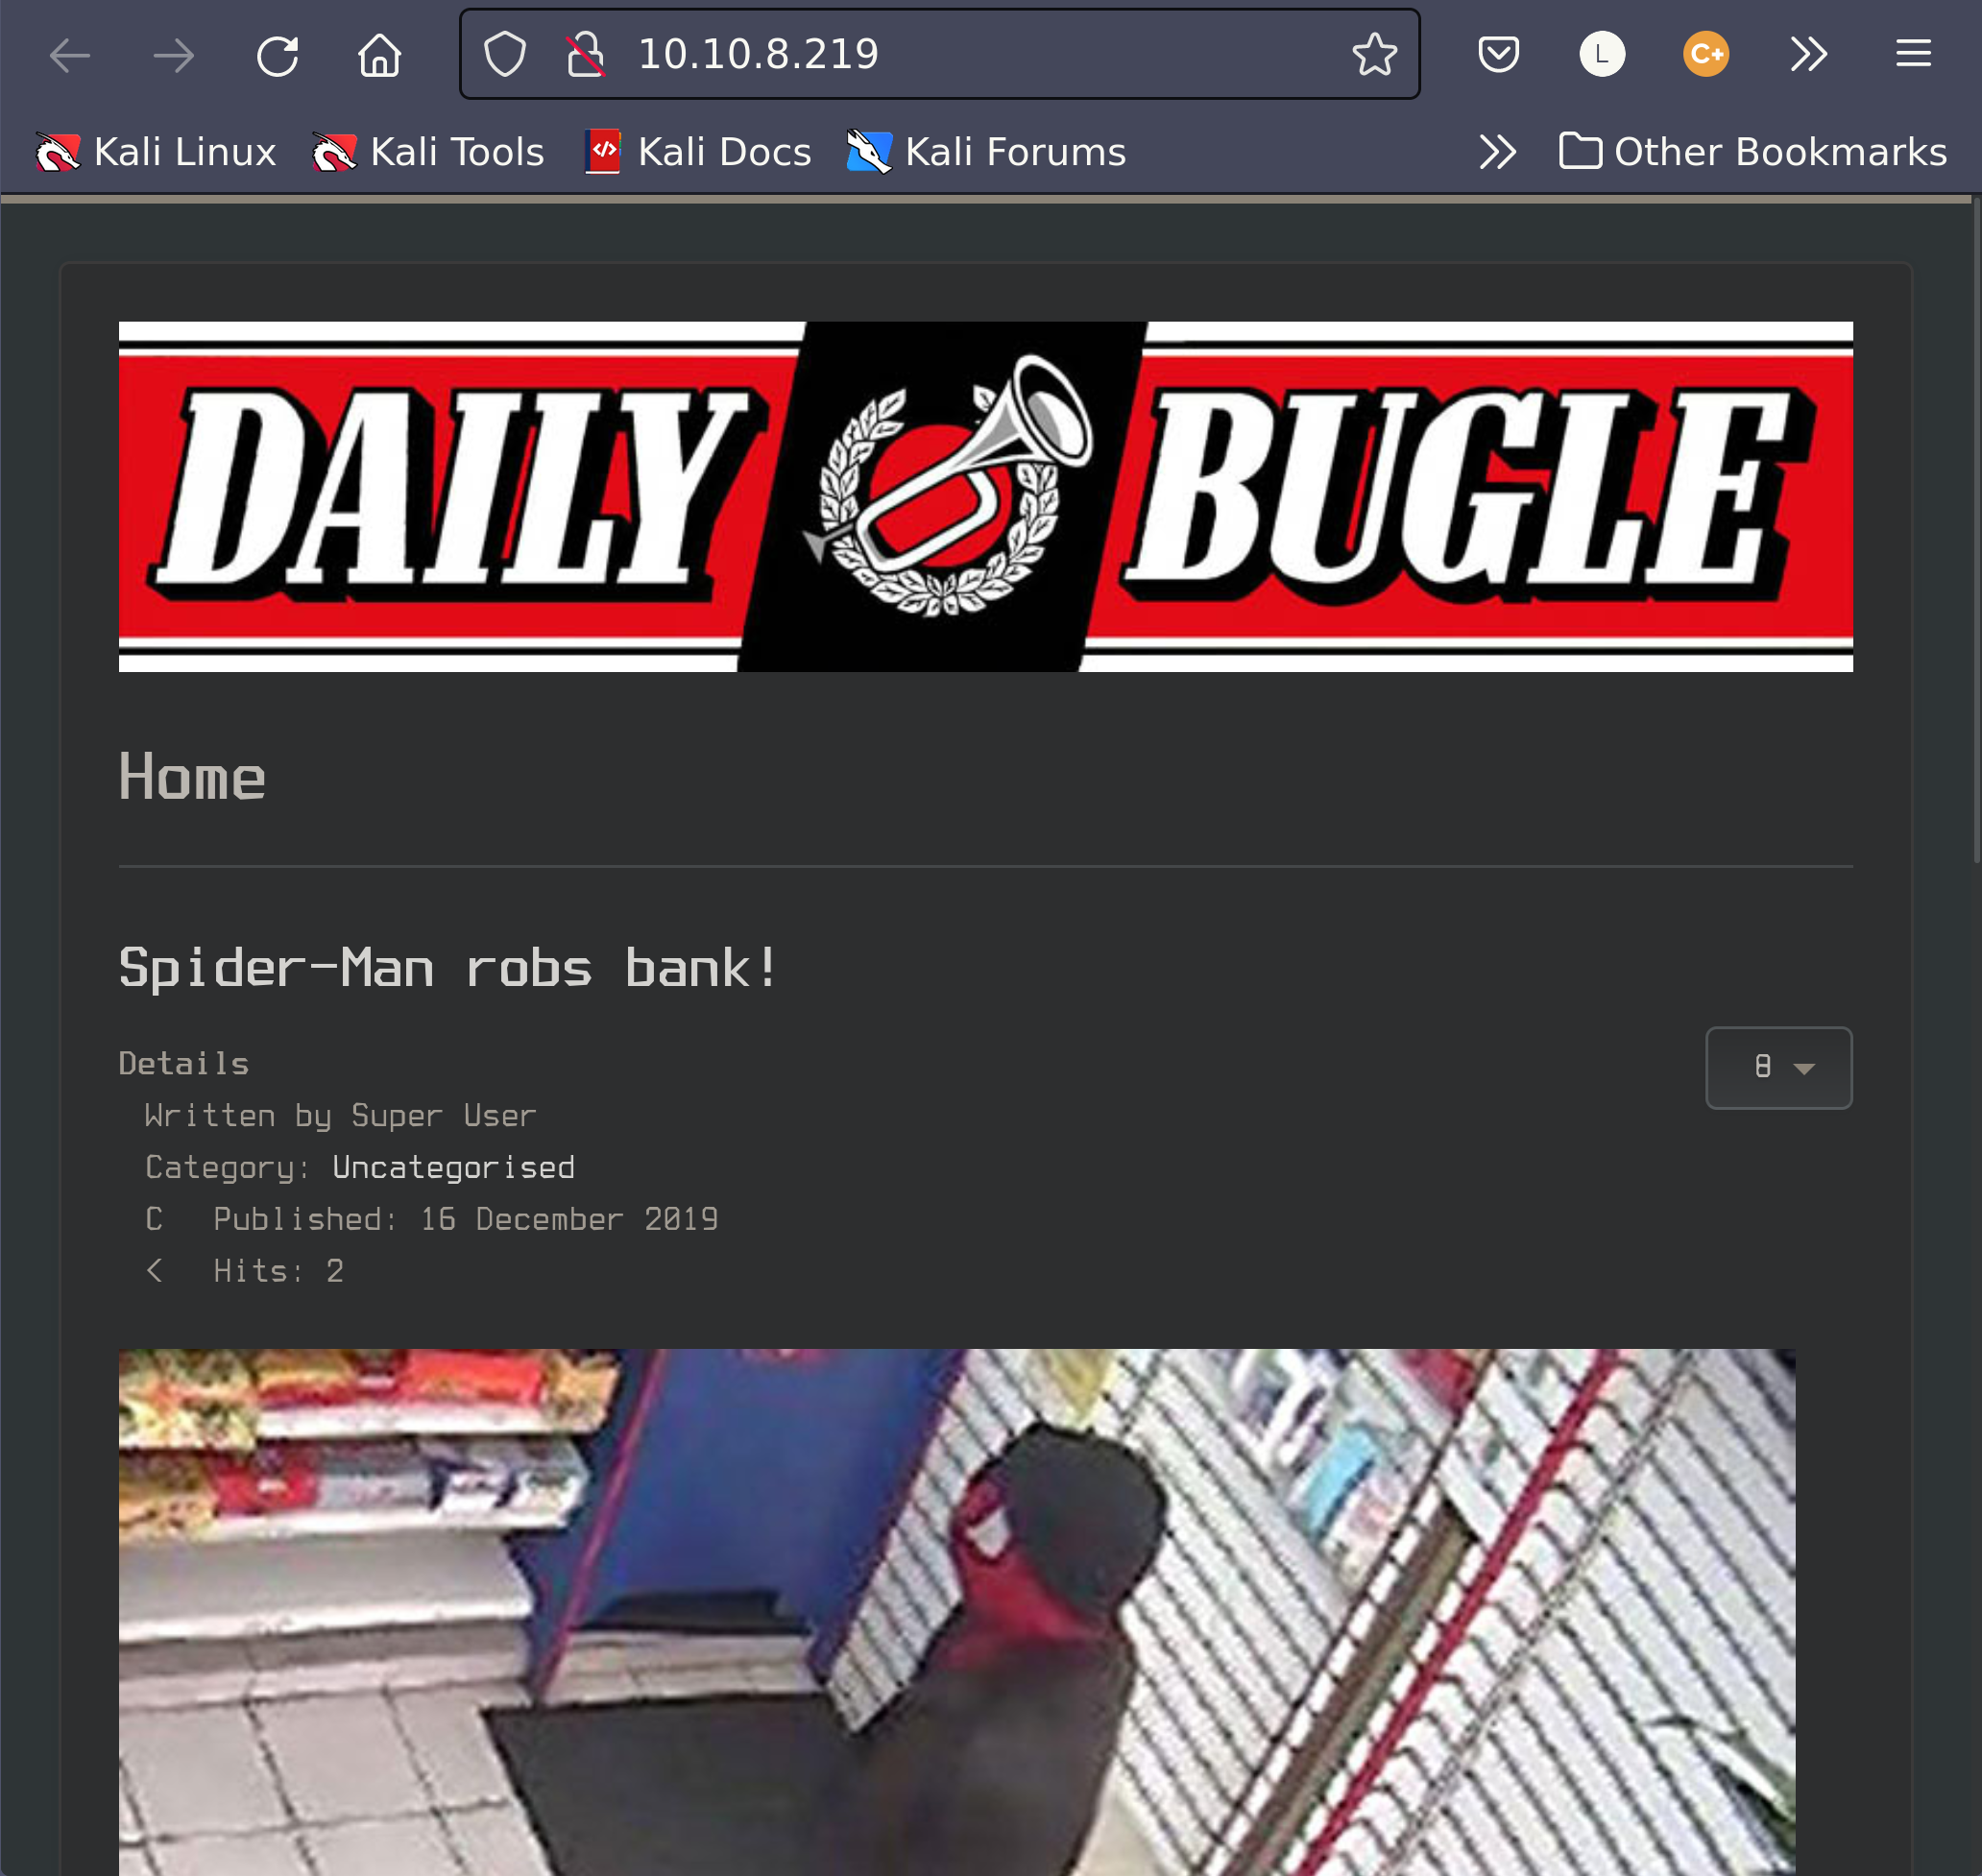 10.10.8.219
L
C+
Kali Linux Kali Tools Kali Docs Kali Forums Other Bookmarks
DAILY BUGLE
Home
Spider-Man robs bank!
Details
8
Written by Super User
Category: Uncategorised
C Published: 16 December 2019
< Hits: 2